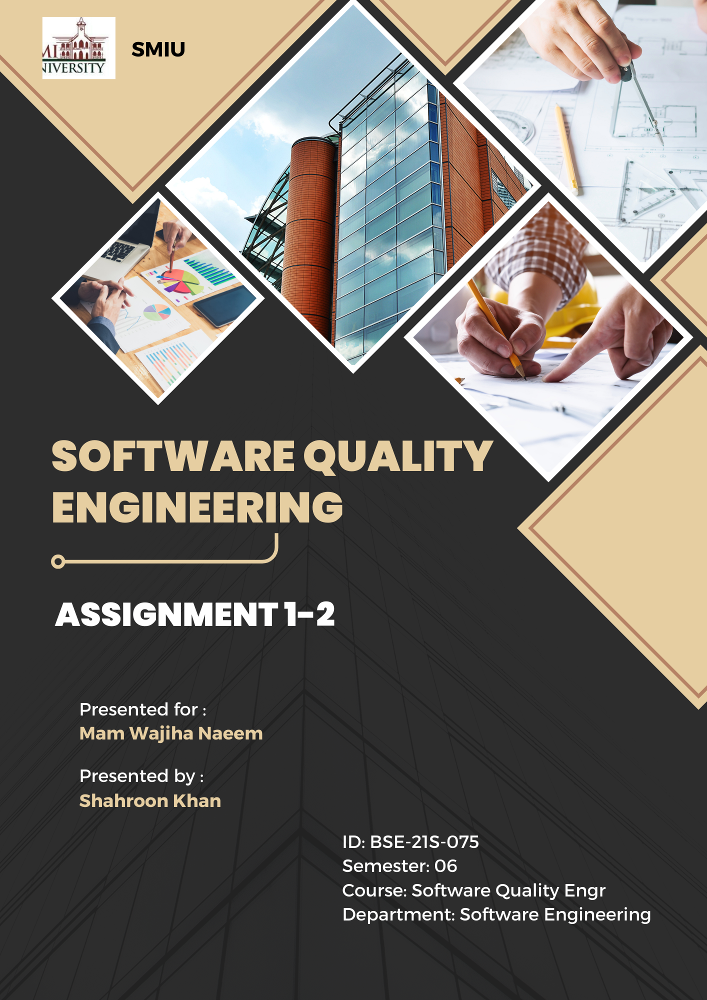 MI
NIVERSITY
SMIU
SOFTWARE QUALITY
ENGINEERING
ASSIGNMENT 1-2
Presented for :
Mam Wajiha Naeem
Presented by :
Shahroon Khan
ID: BSE-21S-075
Semester: 06
Course: Software Quality Engr
Department: Software Engineering